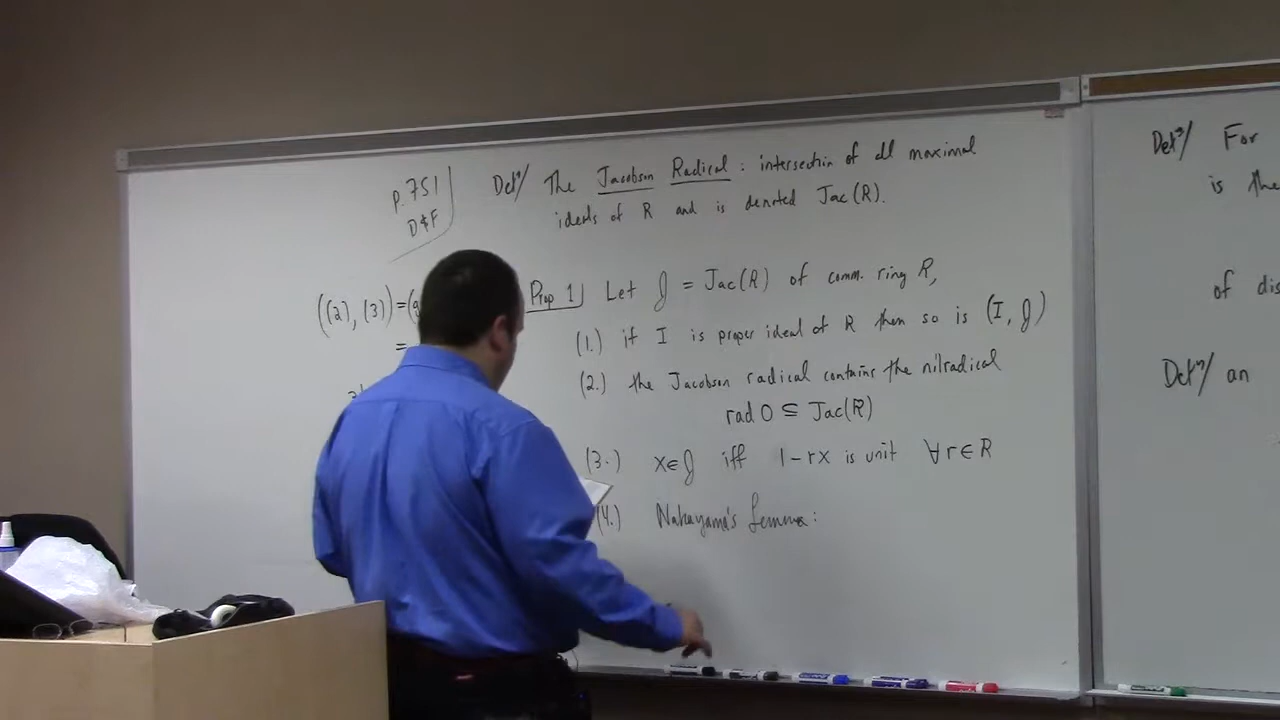 p.751
D&F
Defⁿ/ The Jacobson Radical : intersection of all maximal
ideals of R and is denoted Jac(R).
((2), (3)) = (g
=
Prop 1 Let J = Jac(R) of comm. ring R,
(1.) if I is proper ideal of R then so is (I, J)
(2.) the Jacobson radical contains the nilradical
rad 0 ⊆ Jac(R)
(3.) x∈J iff 1-rx is unit ∀r∈R
(4.) Nakayama's Lemma:
Defⁿ/ For
is the
of dis
Defⁿ/ an